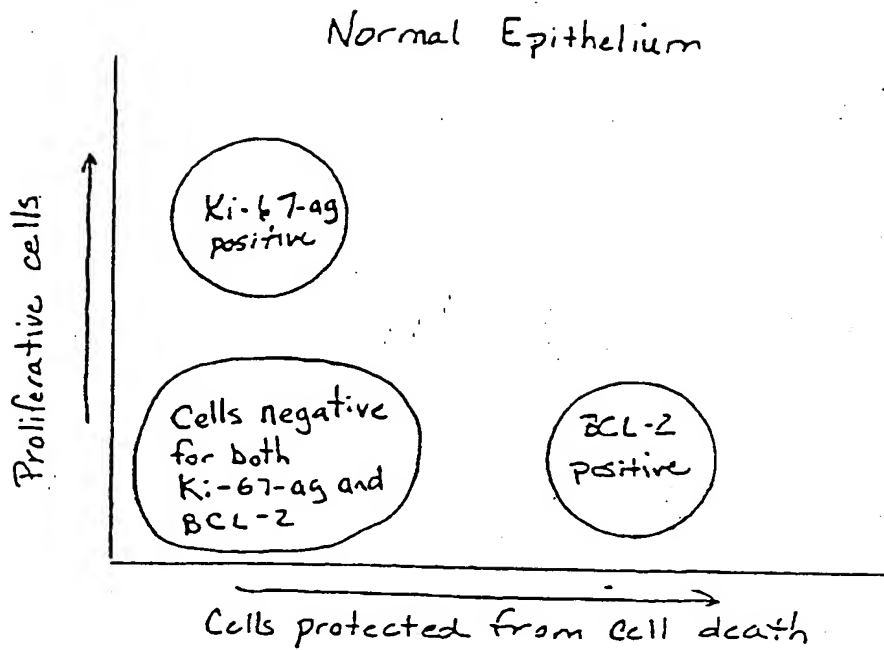 Normal Epithelium
Proliferative cells
Ki-67-ag
positive
Cells negative
for both
Ki-67-ag and
BCL-2
BCL-2
positive
Cells protected from cell death